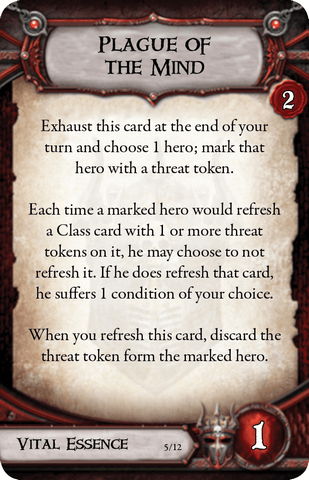 Plague of
the Mind
2
Exhaust this card at the end of your
turn and choose 1 hero; mark that
hero with a threat token.
Each time a marked hero would refresh
a Class card with 1 or more threat
tokens on it, he may choose to not
refresh it. If he does refresh that card,
he suffers 1 condition of your choice.
When you refresh this card, discard the
threat token form the marked hero.
Vital Essence
5/12
1